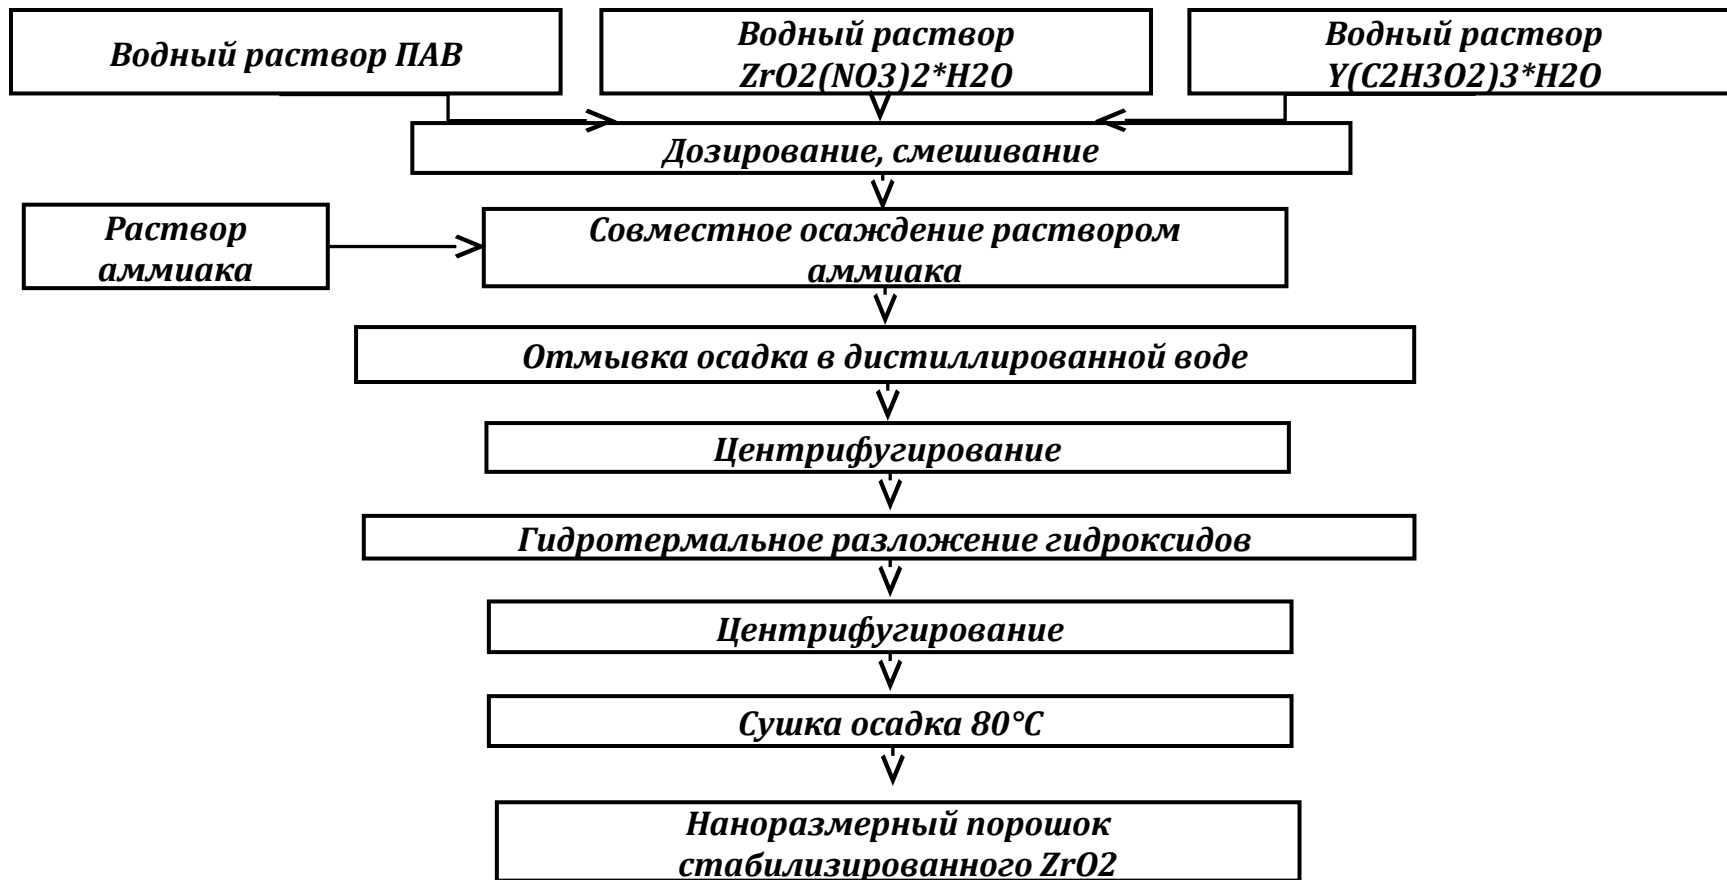 Водный раствор ПАВ
Водный раствор
ZrO2(NO3)2*H2O
Водный раствор
Y(C2H3O2)3*H2O
Дозирование, смешивание
Раствор
аммиака
Совместное осаждение раствором
аммиака
Отмывка осадка в дистиллированной воде
Центрифугирование
Гидротермальное разложение гидроксидов
Центрифугирование
Сушка осадка 80°С
Наноразмерный порошок
стабилизированного ZrO2